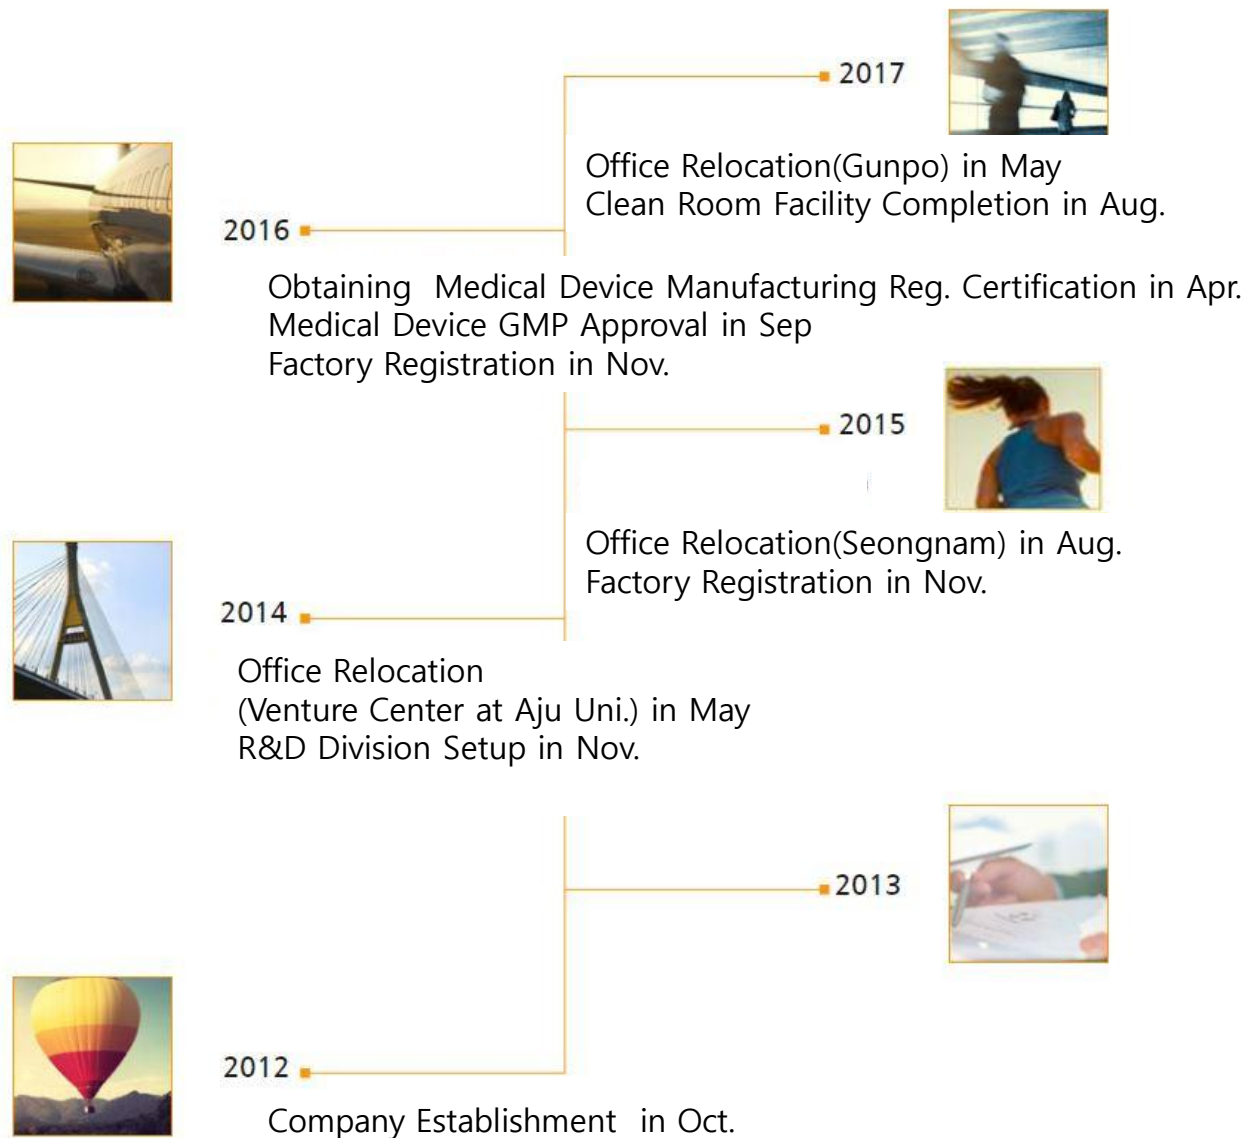 2017
Office Relocation(Gunpo) in May
Clean Room Facility Completion in Aug.
2016
Obtaining  Medical Device Manufacturing Reg. Certification in Apr.
Medical Device GMP Approval in Sep
Factory Registration in Nov.
2015
Office Relocation(Seongnam) in Aug.
Factory Registration in Nov.
2014
Office Relocation
(Venture Center at Aju Uni.) in May
R&D Division Setup in Nov.
2013
2012
Company Establishment  in Oct.